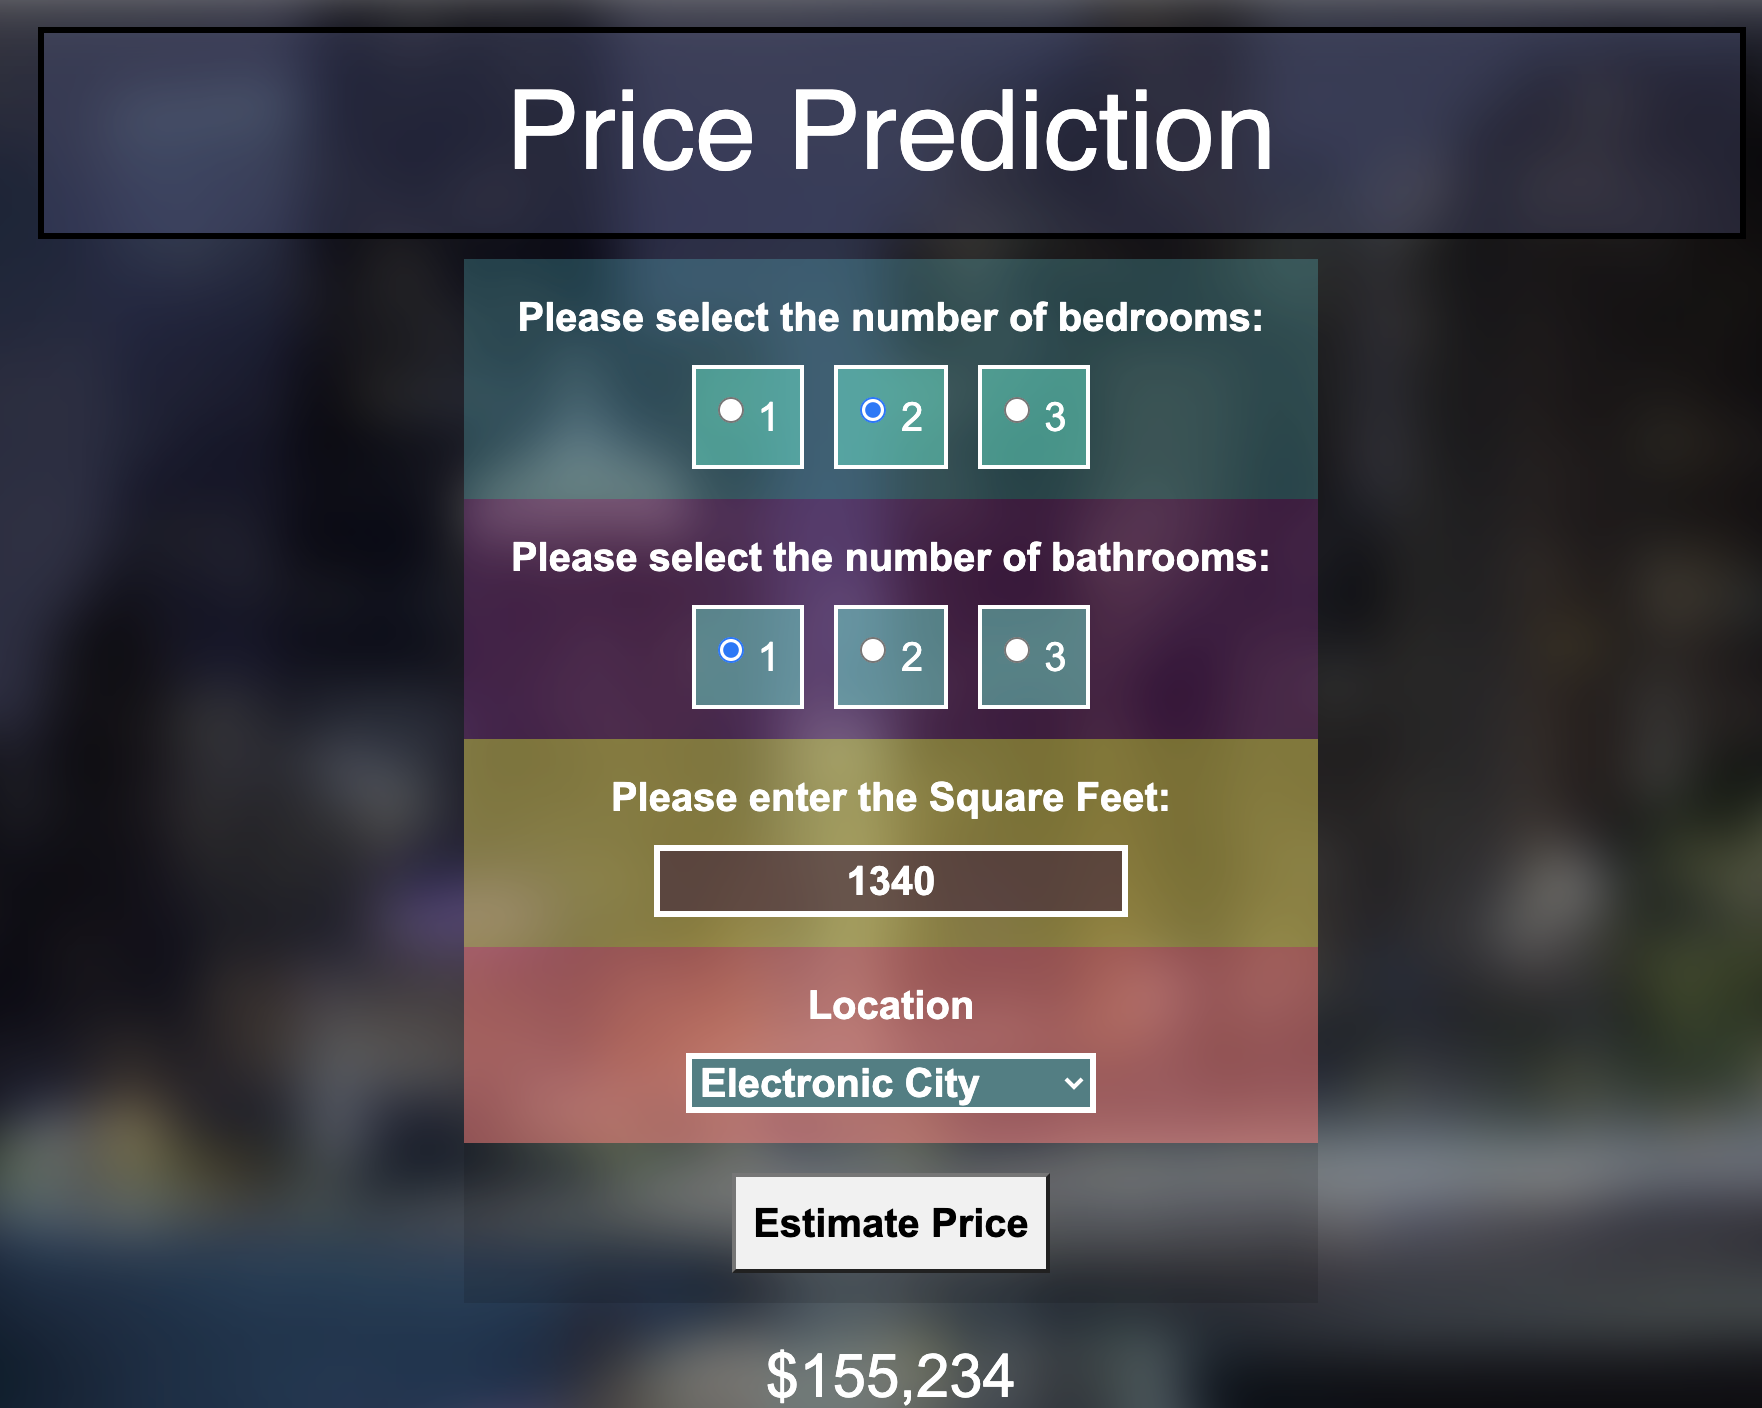 Price Prediction
Please select the number of bedrooms:
1 2 3
Please select the number of bathrooms:
1 2 3
Please enter the Square Feet:
1340
Location
Electronic City
Estimate Price
$155,234